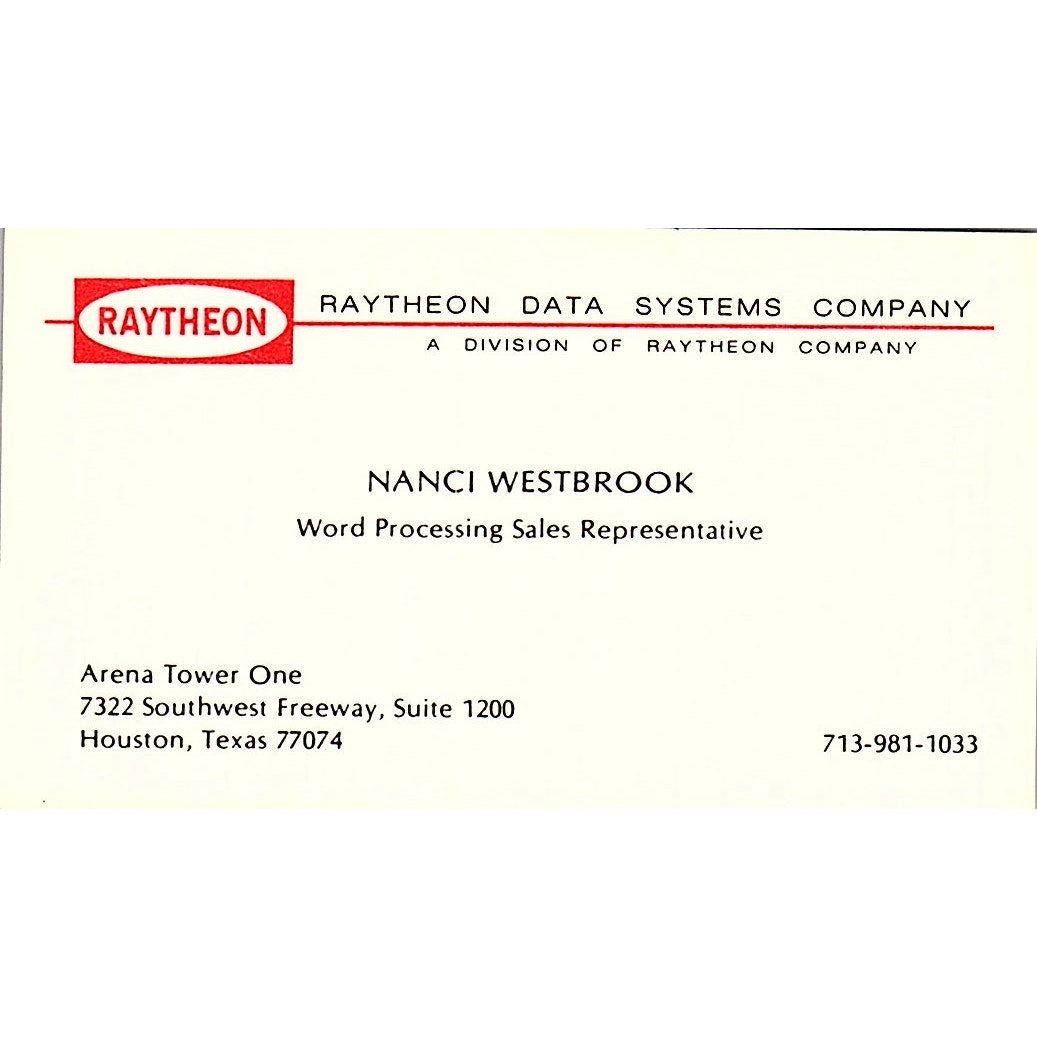 RAYTHEON
RAYTHEON DATA SYSTEMS COMPANY
A DIVISION OF RAYTHEON COMPANY
NANCI WESTBROOK
Word Processing Sales Representative
Arena Tower One
7322 Southwest Freeway, Suite 1200
Houston, Texas 77074
713-981-1033